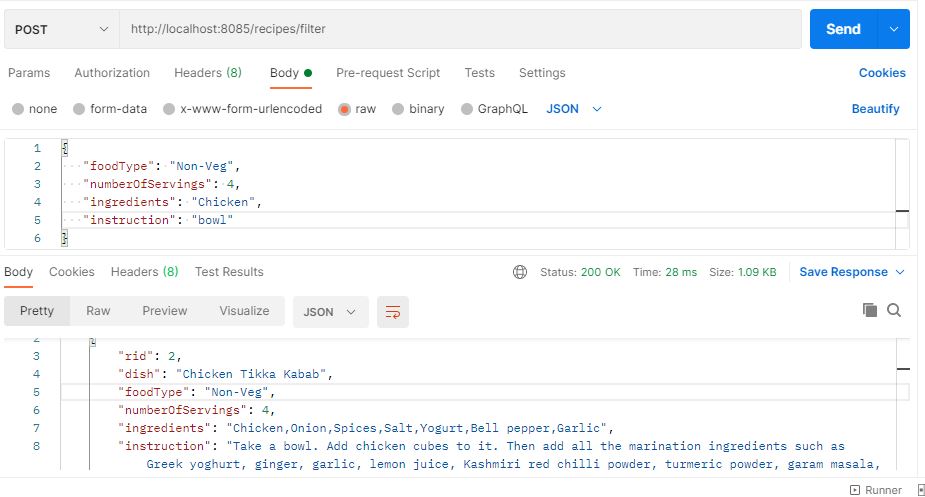 POST http://localhost:8085/recipes/filter Send
Params Authorization Headers (8) Body Pre-request Script Tests Settings Cookies
none form-data x-www-form-urlencoded raw binary GraphQL JSON Beautify
1 {
2 "foodType": "Non-Veg",
3 "numberOfServings": 4,
4 "ingredients": "Chicken",
5 "instruction": "bowl"
6 }
Body Cookies Headers (8) Test Results Status: 200 OK Time: 28 ms Size: 1.09 KB Save Response
Pretty Raw Preview Visualize JSON
2 {
3 "rid": 2,
4 "dish": "Chicken Tikka Kabab",
5 "foodType": "Non-Veg",
6 "numberOfServings": 4,
7 "ingredients": "Chicken,Onion,Spices,Salt,Yogurt,Bell pepper,Garlic",
8 "instruction": "Take a bowl. Add chicken cubes to it. Then add all the marination ingredients such as
Greek yoghurt, ginger, garlic, lemon juice, Kashmiri red chilli powder, turmeric powder, garam masala,
Runner